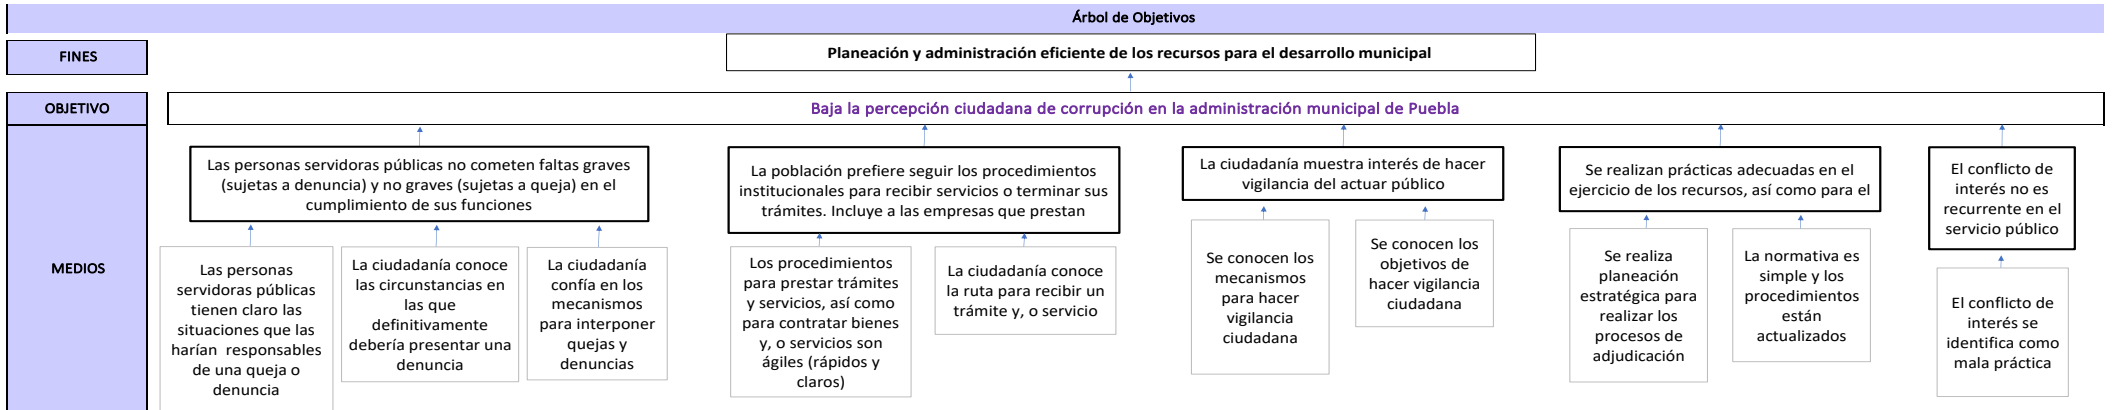 Árbol de Objetivos
FINES
Planeación y administración eficiente de los recursos para el desarrollo municipal
OBJETIVO
Baja la percepción ciudadana de corrupción en la administración municipal de Puebla
MEDIOS
Las personas servidoras públicas no cometen faltas graves
(sujetas a denuncia) y no graves (sujetas a queja) en el
cumplimiento de sus funciones
La población prefiere seguir los procedimientos
institucionales para recibir servicios o terminar sus
trámites. Incluye a las empresas que prestan
La ciudadanía muestra interés de hacer
vigilancia del actuar público
Se realizan prácticas adecuadas en el
ejercicio de los recursos, así como para el
El conflicto de
interés no es
recurrente en el
servicio público
Las personas
servidoras públicas
tienen claro las
situaciones que las
harían responsables
de una queja o
denuncia
La ciudadanía conoce
las circunstancias en
las que
definitivamente
debería presentar una
denuncia
La ciudadanía
confía en los
mecanismos
para interponer
quejas y
denuncias
Los procedimientos
para prestar trámites
y servicios, así como
para contratar bienes
y, o servicios son
ágiles (rápidos y
claros)
La ciudadanía conoce
la ruta para recibir un
trámite y, o servicio
Se conocen los
mecanismos
para hacer
vigilancia
ciudadana
Se conocen los
objetivos de
hacer vigilancia
ciudadana
Se realiza
planeación
estratégica para
realizar los
procesos de
adjudicación
La normativa es
simple y los
procedimientos
están
actualizados
El conflicto de
interés se
identifica como
mala práctica